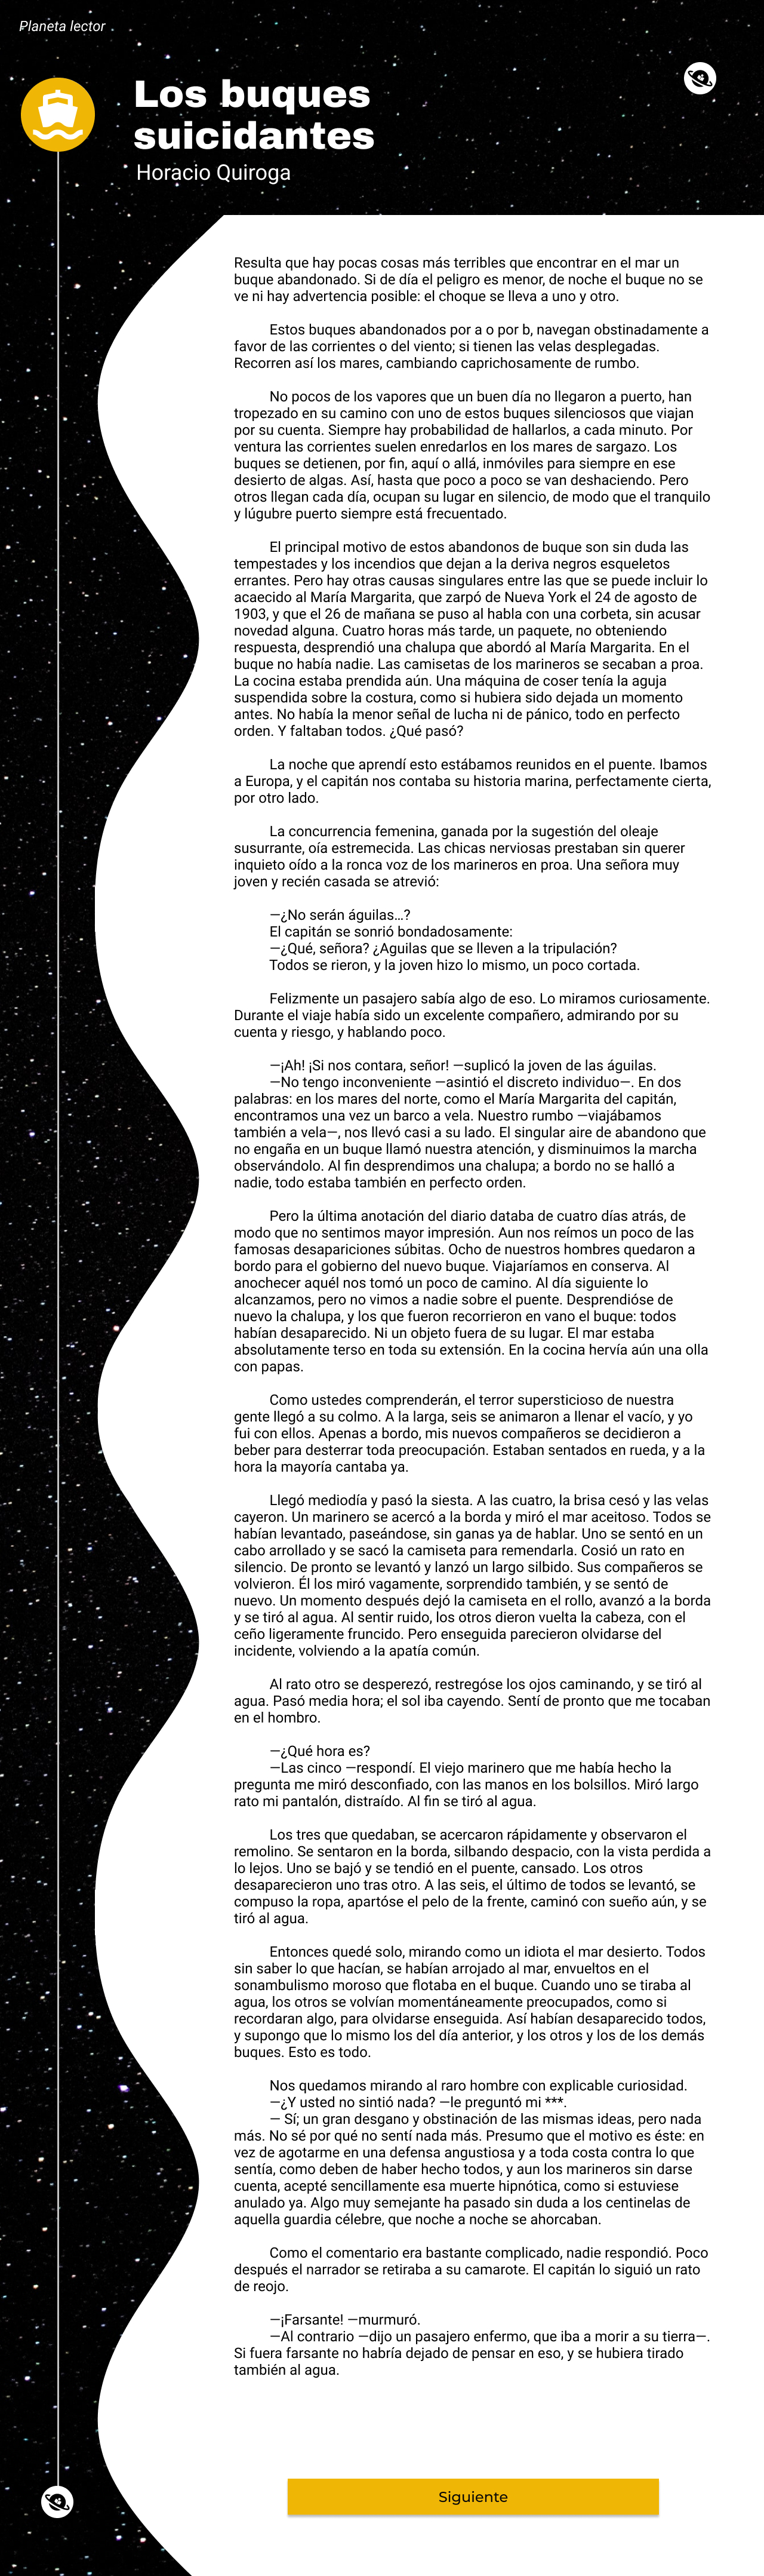 Planeta lector
Los buques
suicidantes
Horacio Quiroga
Resulta que hay pocas cosas más terribles que encontrar en el mar un
buque abandonado. Si de día el peligro es menor, de noche el buque no se
ve ni hay advertencia posible: el choque se lleva a uno y otro.
Estos buques abandonados por a o por b, navegan obstinadamente a
favor de las corrientes o del viento; si tienen las velas desplegadas.
Recorren así los mares, cambiando caprichosamente de rumbo.
No pocos de los vapores que un buen día no llegaron a puerto, han
tropezado en su camino con uno de estos buques silenciosos que viajan
por su cuenta. Siempre hay probabilidad de hallarlos, a cada minuto. Por
ventura las corrientes suelen enredarlos en los mares de sargazo. Los
buques se detienen, por fin, aquí o allá, inmóviles para siempre en ese
desierto de algas. Así, hasta que poco a poco se van deshaciendo. Pero
otros llegan cada día, ocupan su lugar en silencio, de modo que el tranquilo
y lúgubre puerto siempre está frecuentado.
El principal motivo de estos abandonos de buque son sin duda las
tempestades y los incendios que dejan a la deriva negros esqueletos
errantes. Pero hay otras causas singulares entre las que se puede incluir lo
acaecido al María Margarita, que zarpó de Nueva York el 24 de agosto de
1903, y que el 26 de mañana se puso al habla con una corbeta, sin acusar
novedad alguna. Cuatro horas más tarde, un paquete, no obteniendo
respuesta, desprendió una chalupa que abordó al María Margarita. En el
buque no había nadie. Las camisetas de los marineros se secaban a proa.
La cocina estaba prendida aún. Una máquina de coser tenía la aguja
suspendida sobre la costura, como si hubiera sido dejada un momento
antes. No había la menor señal de lucha ni de pánico, todo en perfecto
orden. Y faltaban todos. ¿Qué pasó?
La noche que aprendí esto estábamos reunidos en el puente. Ibamos
a Europa, y el capitán nos contaba su historia marina, perfectamente cierta,
por otro lado.
La concurrencia femenina, ganada por la sugestión del oleaje
susurrante, oía estremecida. Las chicas nerviosas prestaban sin querer
inquieto oído a la ronca voz de los marineros en proa. Una señora muy
joven y recién casada se atrevió:
—¿No serán águilas…?
El capitán se sonrió bondadosamente:
—¿Qué, señora? ¿Aguilas que se lleven a la tripulación?
Todos se rieron, y la joven hizo lo mismo, un poco cortada.
Felizmente un pasajero sabía algo de eso. Lo miramos curiosamente.
Durante el viaje había sido un excelente compañero, admirando por su
cuenta y riesgo, y hablando poco.
—¡Ah! ¡Si nos contara, señor! —suplicó la joven de las águilas.
—No tengo inconveniente —asintió el discreto individuo—. En dos
palabras: en los mares del norte, como el María Margarita del capitán,
encontramos una vez un barco a vela. Nuestro rumbo —viajábamos
también a vela—, nos llevó casi a su lado. El singular aire de abandono que
no engaña en un buque llamó nuestra atención, y disminuimos la marcha
observándolo. Al fin desprendimos una chalupa; a bordo no se halló a
nadie, todo estaba también en perfecto orden.
Pero la última anotación del diario databa de cuatro días atrás, de
modo que no sentimos mayor impresión. Aun nos reímos un poco de las
famosas desapariciones súbitas. Ocho de nuestros hombres quedaron a
bordo para el gobierno del nuevo buque. Viajaríamos en conserva. Al
anochecer aquél nos tomó un poco de camino. Al día siguiente lo
alcanzamos, pero no vimos a nadie sobre el puente. Desprendióse de
nuevo la chalupa, y los que fueron recorrieron en vano el buque: todos
habían desaparecido. Ni un objeto fuera de su lugar. El mar estaba
absolutamente terso en toda su extensión. En la cocina hervía aún una olla
con papas.
Como ustedes comprenderán, el terror supersticioso de nuestra
gente llegó a su colmo. A la larga, seis se animaron a llenar el vacío, y yo
fui con ellos. Apenas a bordo, mis nuevos compañeros se decidieron a
beber para desterrar toda preocupación. Estaban sentados en rueda, y a la
hora la mayoría cantaba ya.
Llegó mediodía y pasó la siesta. A las cuatro, la brisa cesó y las velas
cayeron. Un marinero se acercó a la borda y miró el mar aceitoso. Todos se
habían levantado, paseándose, sin ganas ya de hablar. Uno se sentó en un
cabo arrollado y se sacó la camiseta para remendarla. Cosió un rato en
silencio. De pronto se levantó y lanzó un largo silbido. Sus compañeros se
volvieron. Él los miró vagamente, sorprendido también, y se sentó de
nuevo. Un momento después dejó la camiseta en el rollo, avanzó a la borda
y se tiró al agua. Al sentir ruido, los otros dieron vuelta la cabeza, con el
ceño ligeramente fruncido. Pero enseguida parecieron olvidarse del
incidente, volviendo a la apatía común.
Al rato otro se desperezó, restregóse los ojos caminando, y se tiró al
agua. Pasó media hora; el sol iba cayendo. Sentí de pronto que me tocaban
en el hombro.
—¿Qué hora es?
—Las cinco —respondí. El viejo marinero que me había hecho la
pregunta me miró desconfiado, con las manos en los bolsillos. Miró largo
rato mi pantalón, distraído. Al fin se tiró al agua.
Los tres que quedaban, se acercaron rápidamente y observaron el
remolino. Se sentaron en la borda, silbando despacio, con la vista perdida a
lo lejos. Uno se bajó y se tendió en el puente, cansado. Los otros
desaparecieron uno tras otro. A las seis, el último de todos se levantó, se
compuso la ropa, apartóse el pelo de la frente, caminó con sueño aún, y se
tiró al agua.
Entonces quedé solo, mirando como un idiota el mar desierto. Todos
sin saber lo que hacían, se habían arrojado al mar, envueltos en el
sonambulismo moroso que flotaba en el buque. Cuando uno se tiraba al
agua, los otros se volvían momentáneamente preocupados, como si
recordaran algo, para olvidarse enseguida. Así habían desaparecido todos,
y supongo que lo mismo los del día anterior, y los otros y los de los demás
buques. Esto es todo.
Nos quedamos mirando al raro hombre con explicable curiosidad.
—¿Y usted no sintió nada? —le preguntó mi ***.
— Sí; un gran desgano y obstinación de las mismas ideas, pero nada
más. No sé por qué no sentí nada más. Presumo que el motivo es éste: en
vez de agotarme en una defensa angustiosa y a toda costa contra lo que
sentía, como deben de haber hecho todos, y aun los marineros sin darse
cuenta, acepté sencillamente esa muerte hipnótica, como si estuviese
anulado ya. Algo muy semejante ha pasado sin duda a los centinelas de
aquella guardia célebre, que noche a noche se ahorcaban.
Como el comentario era bastante complicado, nadie respondió. Poco
después el narrador se retiraba a su camarote. El capitán lo siguió un rato
de reojo.
—¡Farsante! —murmuró.
—Al contrario —dijo un pasajero enfermo, que iba a morir a su tierra—.
Si fuera farsante no habría dejado de pensar en eso, y se hubiera tirado
también al agua.
Siguiente